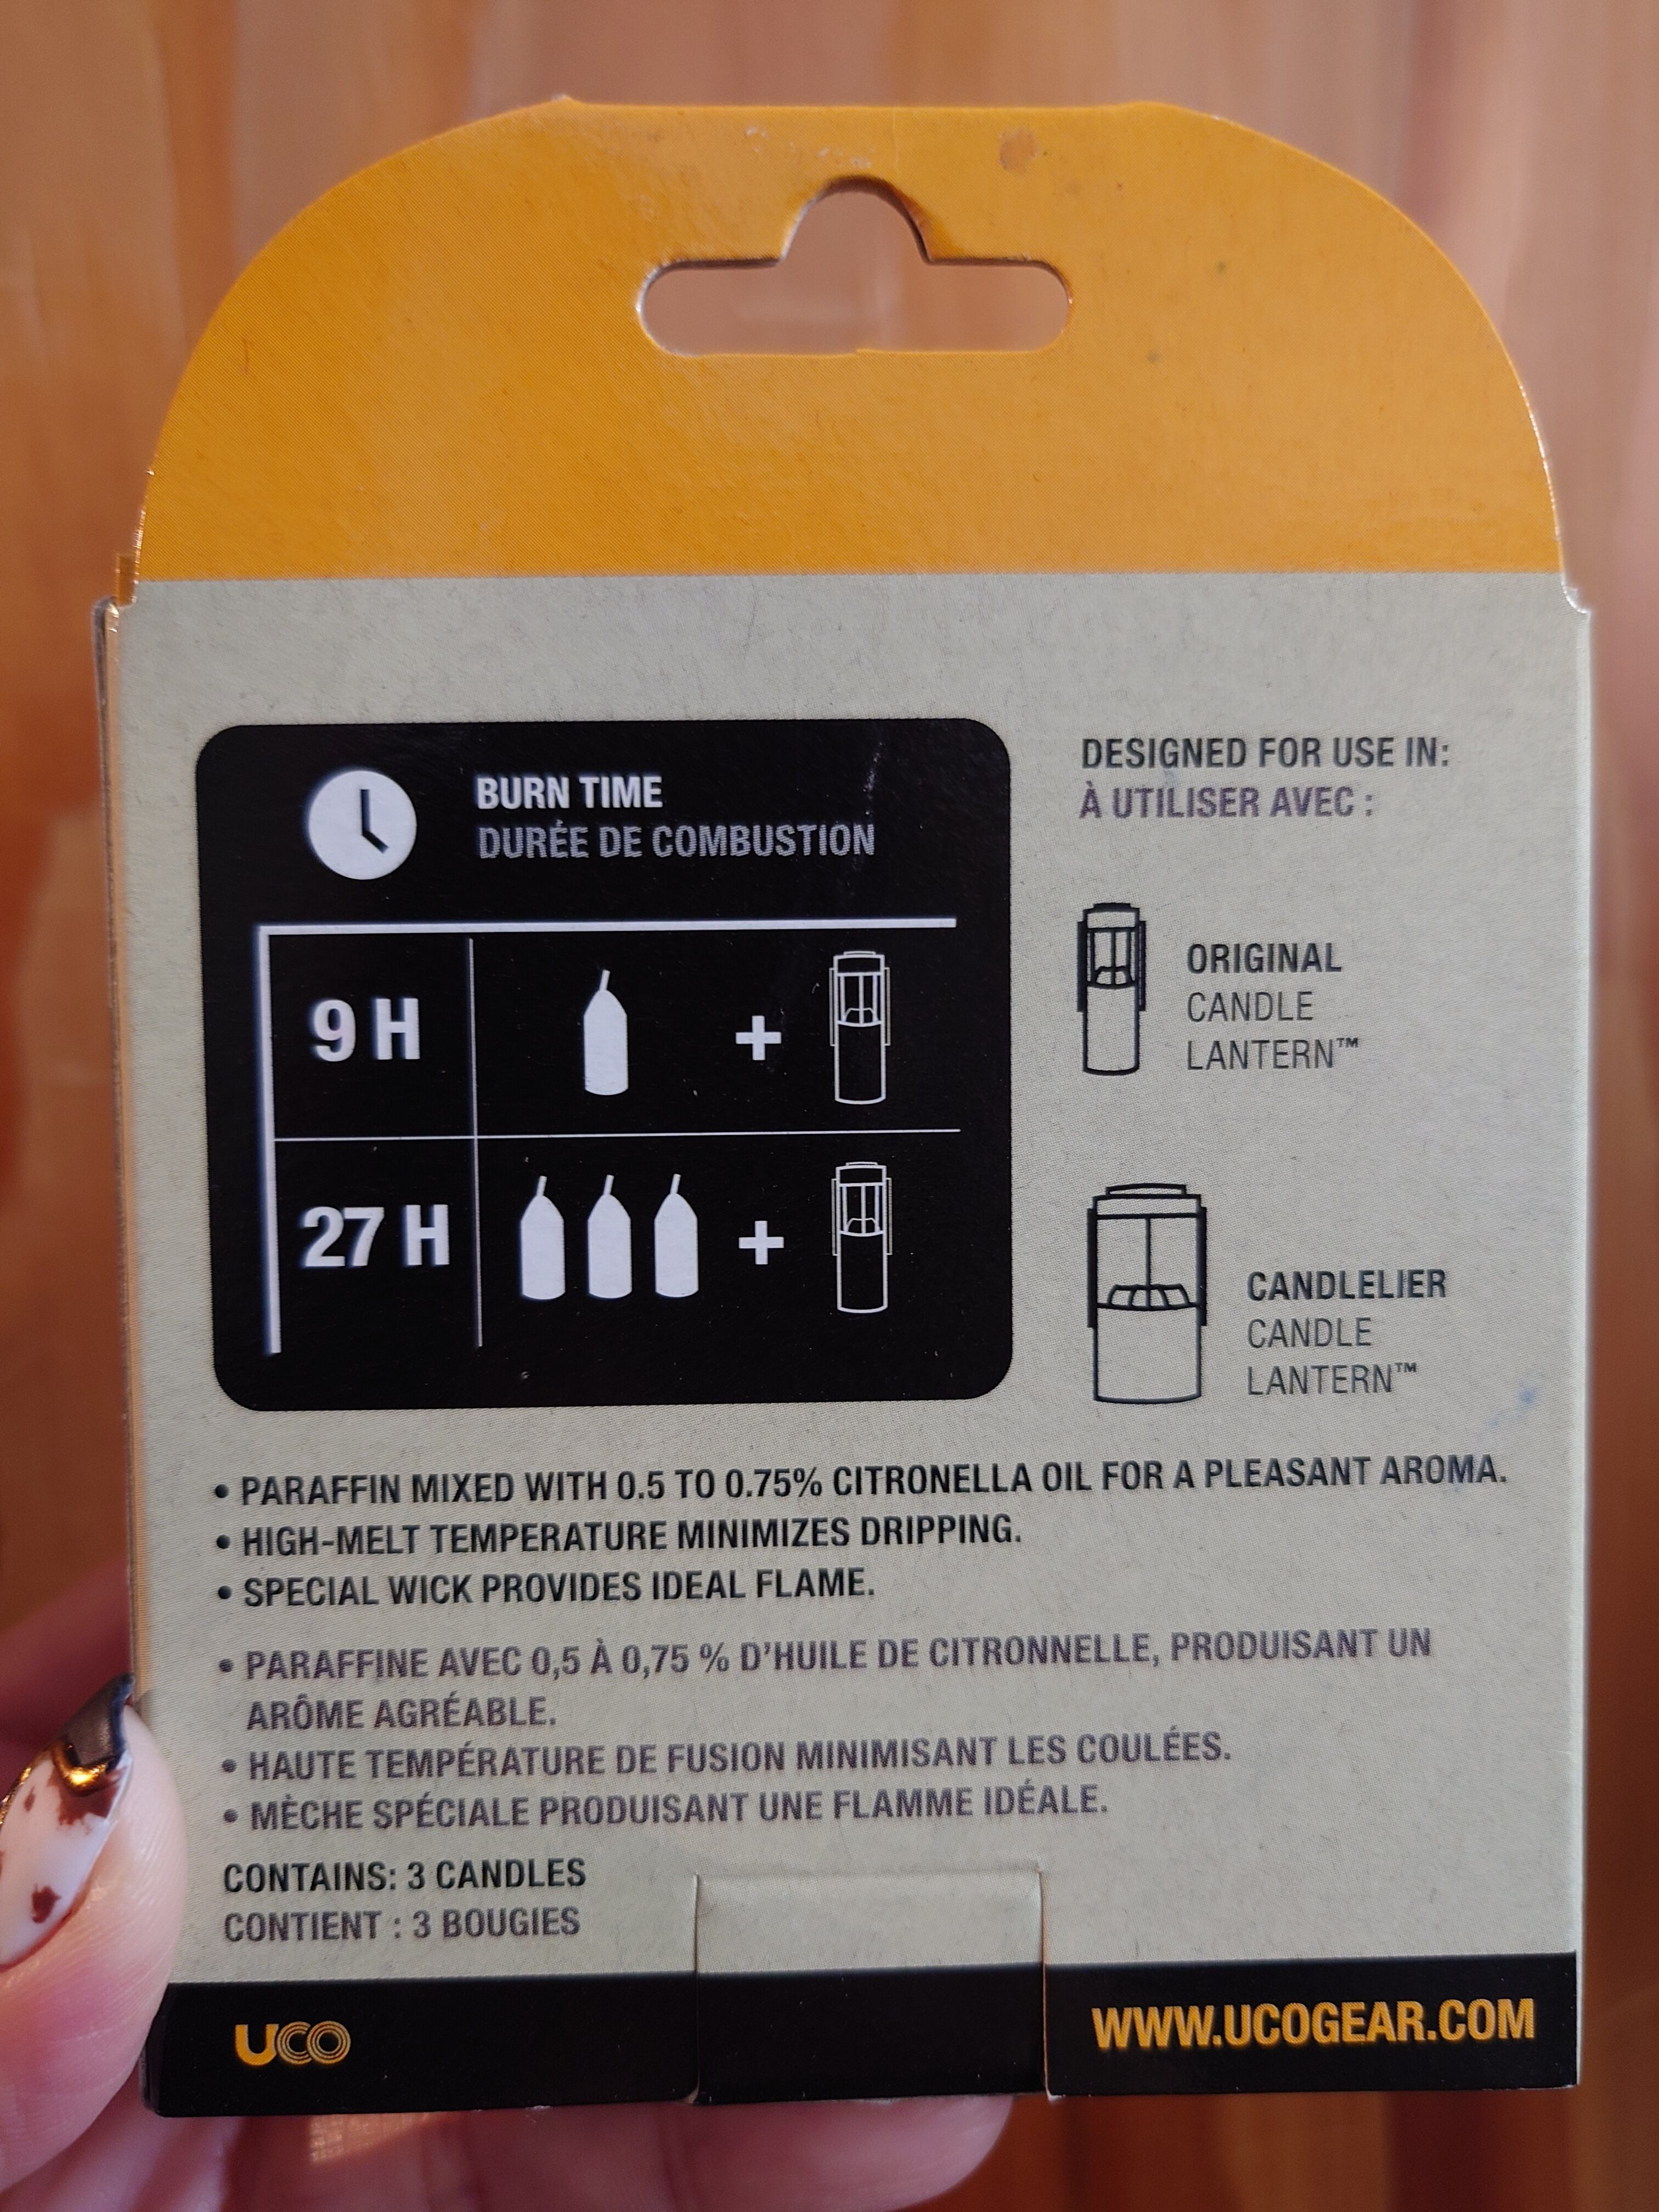 BURN TIME
DURÉE DE COMBUSTION
9 H
+
27 H
+
DESIGNED FOR USE IN:
À UTILISER AVEC :
ORIGINAL
CANDLE
LANTERN™
CANDLELIER
CANDLE
LANTERN™
• PARAFFIN MIXED WITH 0.5 TO 0.75% CITRONELLA OIL FOR A PLEASANT AROMA.
• HIGH-MELT TEMPERATURE MINIMIZES DRIPPING.
• SPECIAL WICK PROVIDES IDEAL FLAME.
• PARAFFINE AVEC 0,5 À 0,75 % D'HUILE DE CITRONNELLE, PRODUISANT UN
ARÔME AGRÉABLE.
• HAUTE TEMPÉRATURE DE FUSION MINIMISANT LES COULÉES.
• MÈCHE SPÉCIALE PRODUISANT UNE FLAMME IDÉALE.
CONTAINS: 3 CANDLES
CONTIENT : 3 BOUGIES
UCO
WWW.UCOGEAR.COM